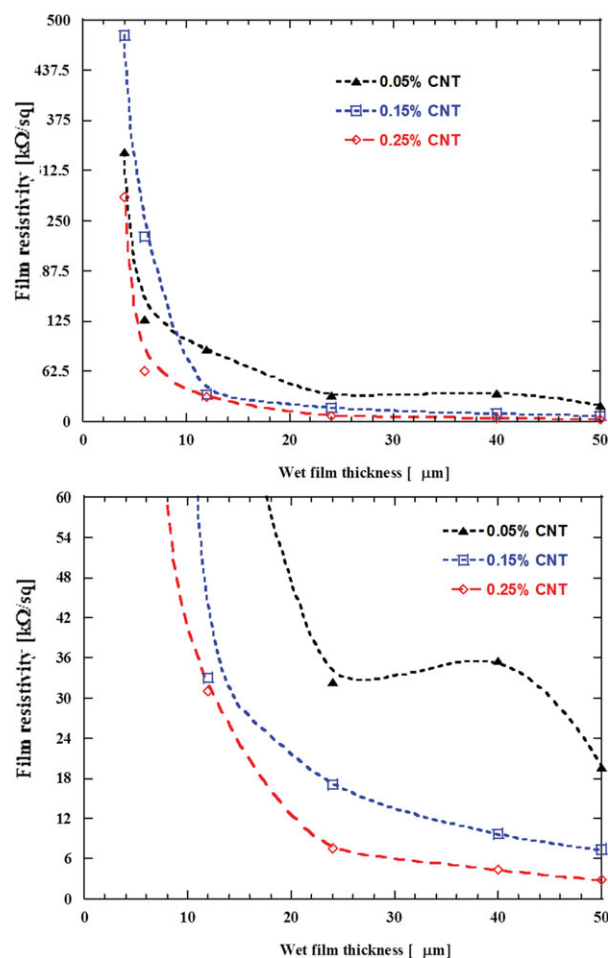 500
437.5
375
12.5
250
87.5
125
62.5
0
Film resistivity [kΩ/sq]
0.05% CNT
0.15% CNT
0.25% CNT
0 10 20 30 40 50
Wet film thickness [ μm]
60
54
48
42
36
30
24
18
12
6
0
Film resistivity [kΩ/sq]
0.05% CNT
0.15% CNT
0.25% CNT
0 10 20 30 40 50
Wet film thickness [ μm]